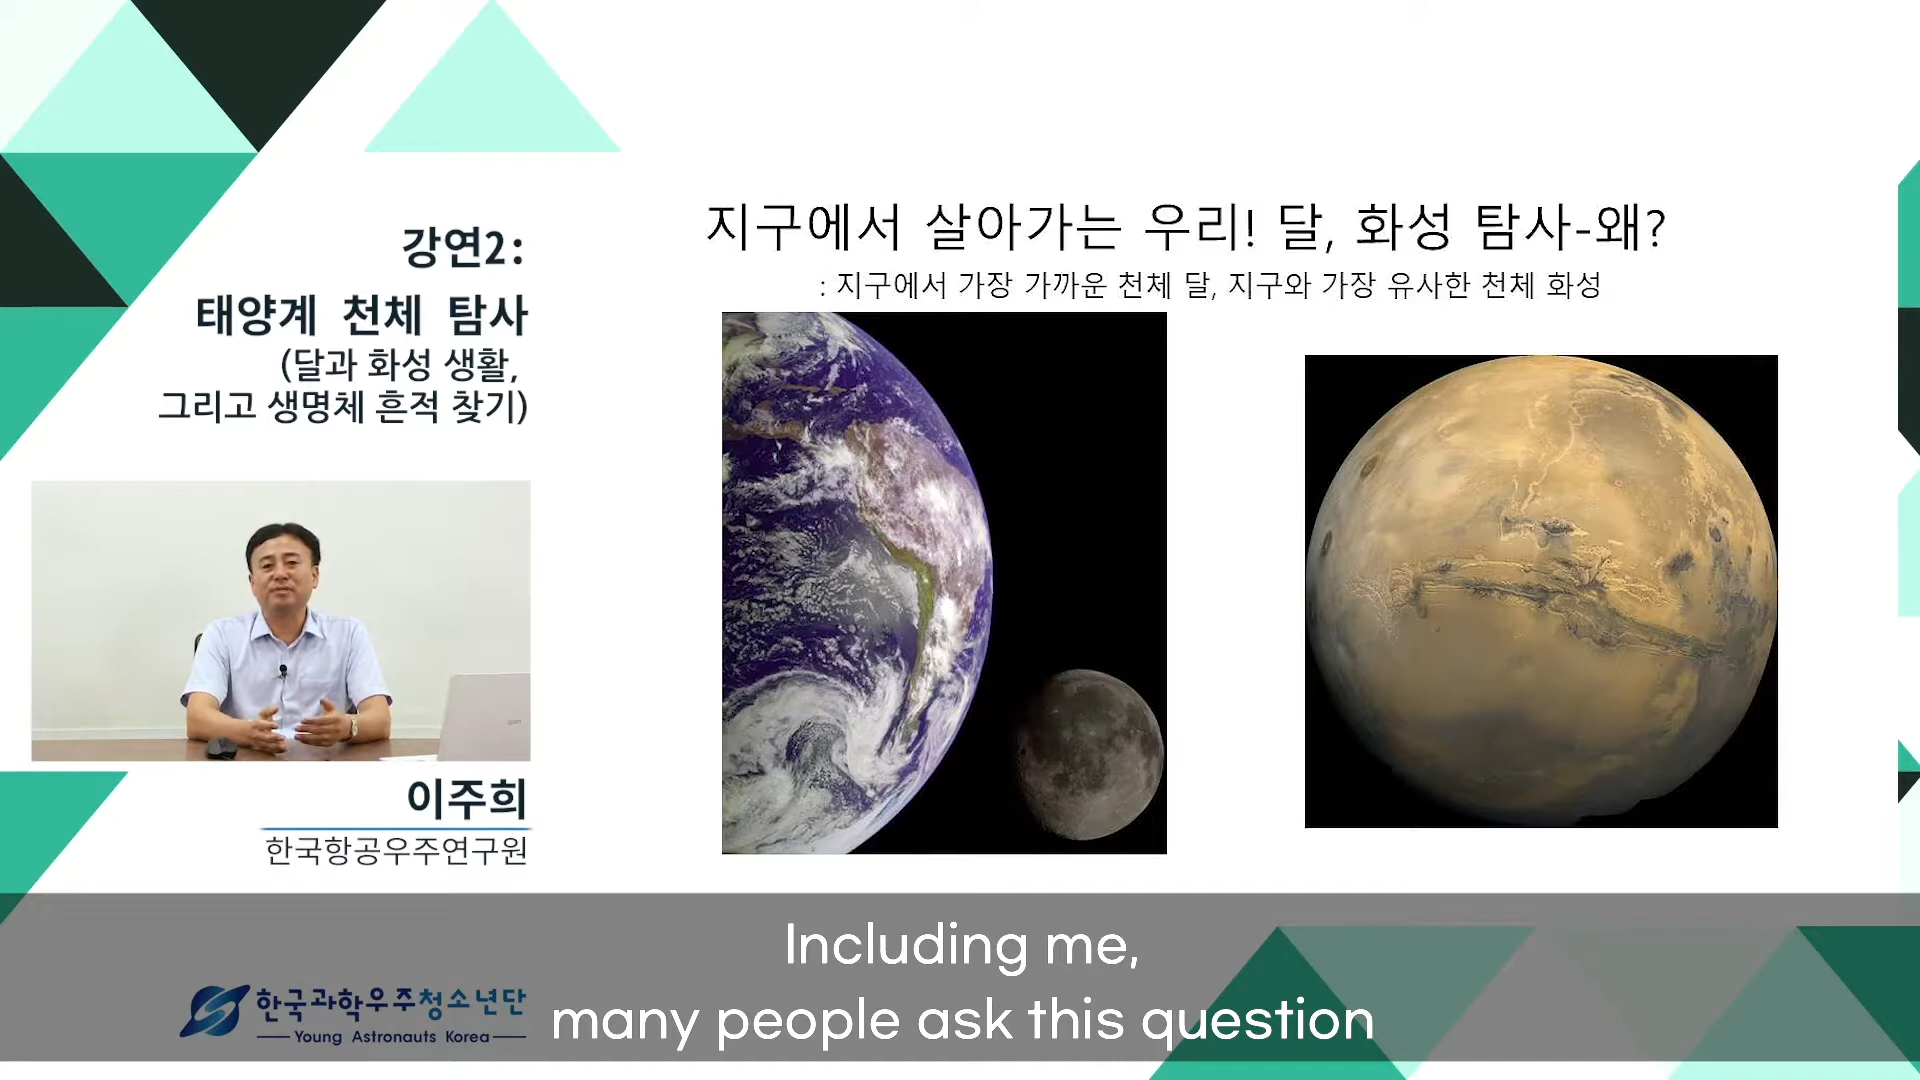 강연2:
태양계 천체 탐사
(달과 화성 생활,
그리고 생명체 흔적 찾기)
이주희
한국항공우주연구원
지구에서 살아가는 우리! 달, 화성 탐사-왜?
: 지구에서 가장 가까운 천체 달, 지구와 가장 유사한 천체 화성
한국과학우주청소년단
Young Astronauts Korea
Including me,
many people ask this question